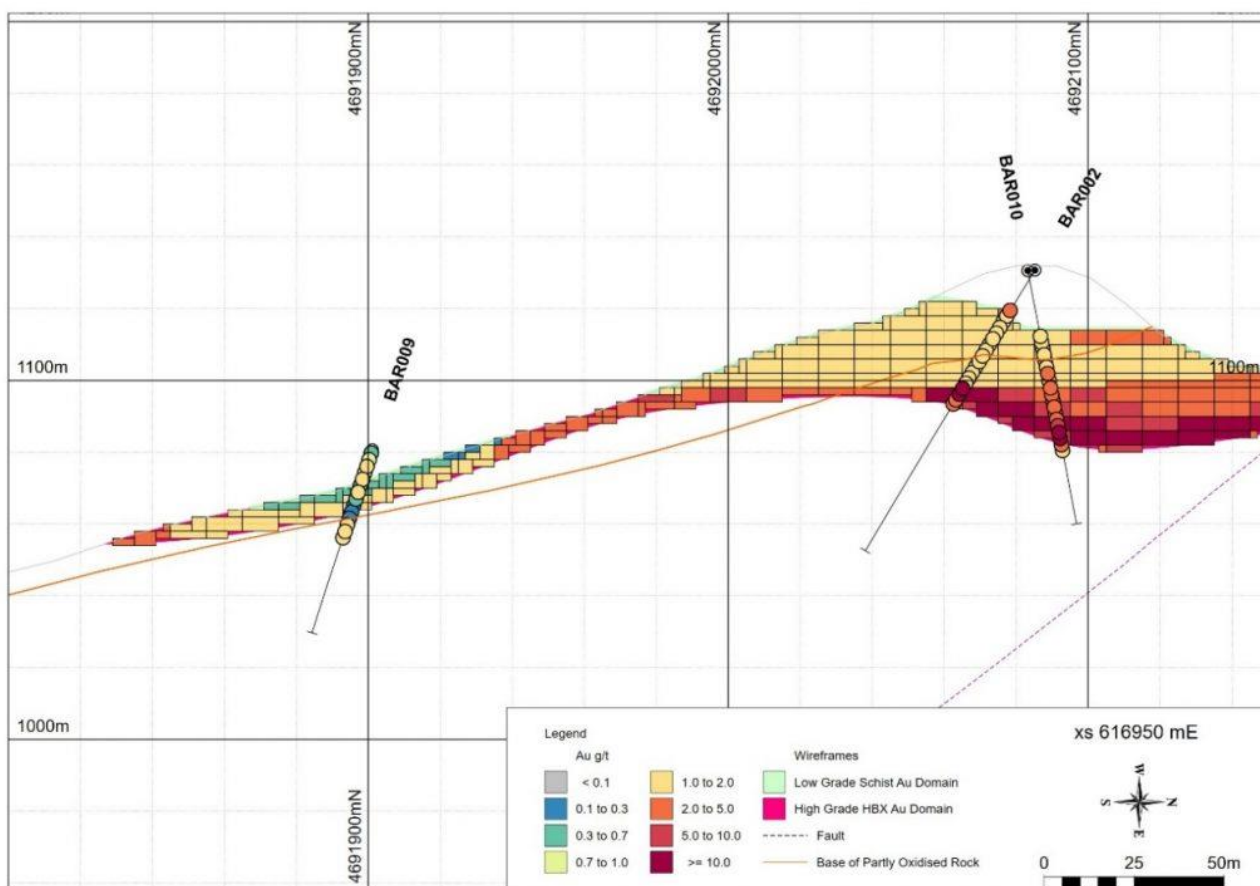 4691900mN
4692000mN
4692100mN
BAR010
BAR002
BAR009
1100m
1100m
1000m
4691900mN
Legend
Au g/t
< 0.1
0.1 to 0.3
0.3 to 0.7
0.7 to 1.0
1.0 to 2.0
2.0 to 5.0
5.0 to 10.0
>= 10.0
Wireframes
Low Grade Schist Au Domain
High Grade HBX Au Domain
Fault
Base of Partly Oxidised Rock
xs 616950 mE
W
S
N
E
0 25 50m